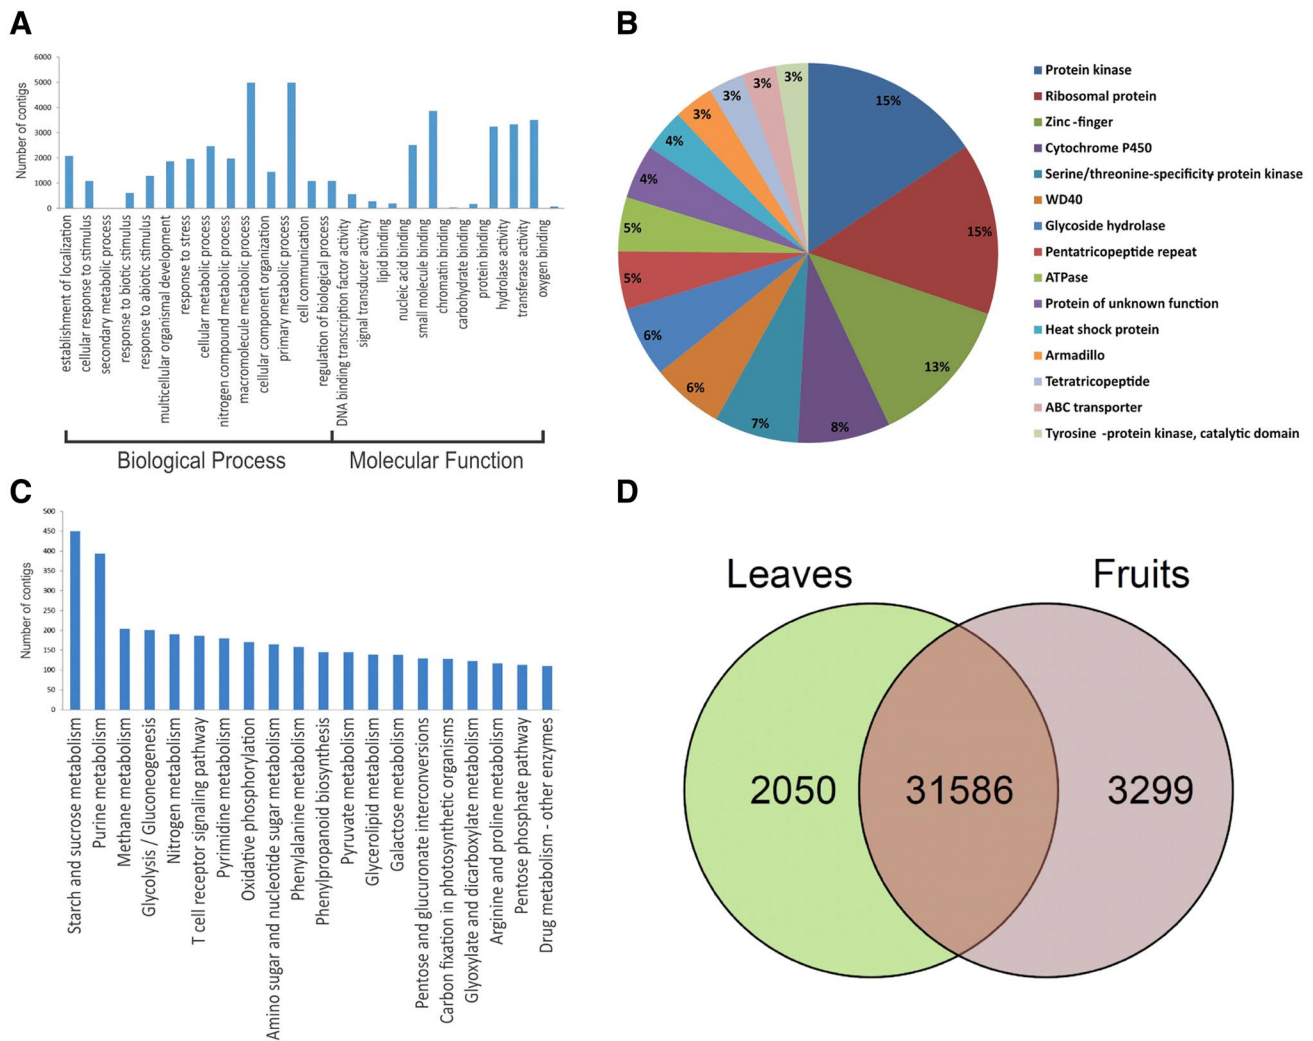 A
Number of contigs
6000
5000
4000
3000
2000
1000
0
establishment of localization
cellular response to stimulus
secondary metabolic process
response to biotic stimulus
response to abiotic stimulus
multicellular organismal development
response to stress
cellular metabolic process
nitrogen compound metabolic process
macromolecule metabolic process
cellular component organization
primary metabolic process
cell communication
regulation of biological process
DNA binding transcription factor activity
signal transducer activity
lipid binding
nucleic acid binding
small molecule binding
chromatin binding
carbohydrate binding
protein binding
hydrolase activity
transferase activity
oxygen binding
Biological Process
Molecular Function
B
15%
15%
13%
8%
7%
6%
6%
5%
5%
4%
4%
3%
3%
3%
3%
Protein kinase
Ribosomal protein
Zinc -finger
Cytochrome P450
Serine/threonine-specificity protein kinase
WD40
Glycoside hydrolase
Pentatricopeptide repeat
ATPase
Protein of unknown function
Heat shock protein
Armadillo
Tetratricopeptide
ABC transporter
Tyrosine -protein kinase, catalytic domain
C
Number of contigs
500
450
400
350
300
250
200
150
100
50
0
Starch and sucrose metabolism
Purine metabolism
Methane metabolism
Glycolysis / Gluconeogenesis
Nitrogen metabolism
T cell receptor signaling pathway
Pyrimidine metabolism
Oxidative phosphorylation
Amino sugar and nucleotide sugar metabolism
Phenylalanine metabolism
Phenylpropanoid biosynthesis
Pyruvate metabolism
Glycerolipid metabolism
Galactose metabolism
Pentose and glucuronate interconversions
Carbon fixation in photosynthetic organisms
Glyoxylate and dicarboxylate metabolism
Arginine and proline metabolism
Pentose phosphate pathway
Drug metabolism - other enzymes
D
Leaves
Fruits
2050
31586
3299